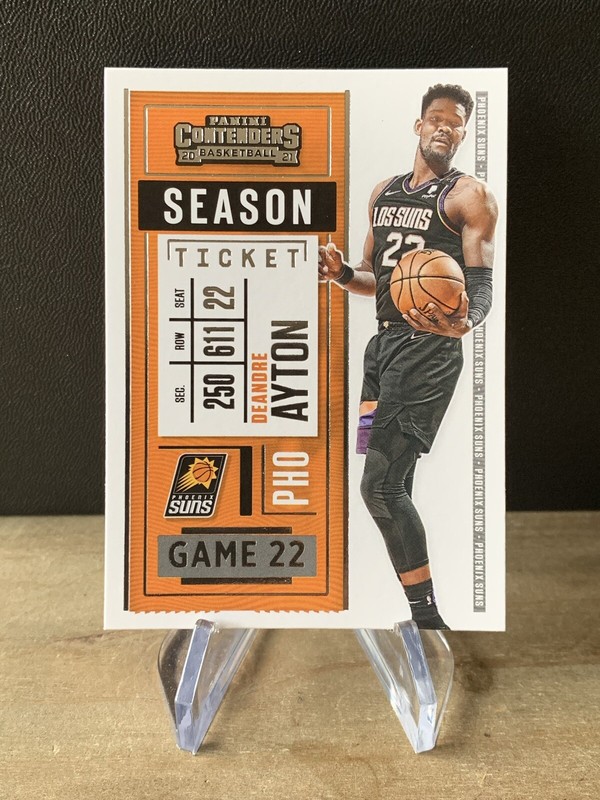 PANINI
CONTENDERS
20 BASKETBALL 21
SEASON
TICKET
SEC. ROW SEAT
250 611 22
DEANDRE
AYTON
PHOENIX
SUNS
PHO
GAME 22
LOS SUNS
22
PayPal
PHOENIX SUNS · PHOENIX SUNS · PHOENIX SUNS · PHOENIX SUNS · PHOENIX SUNS